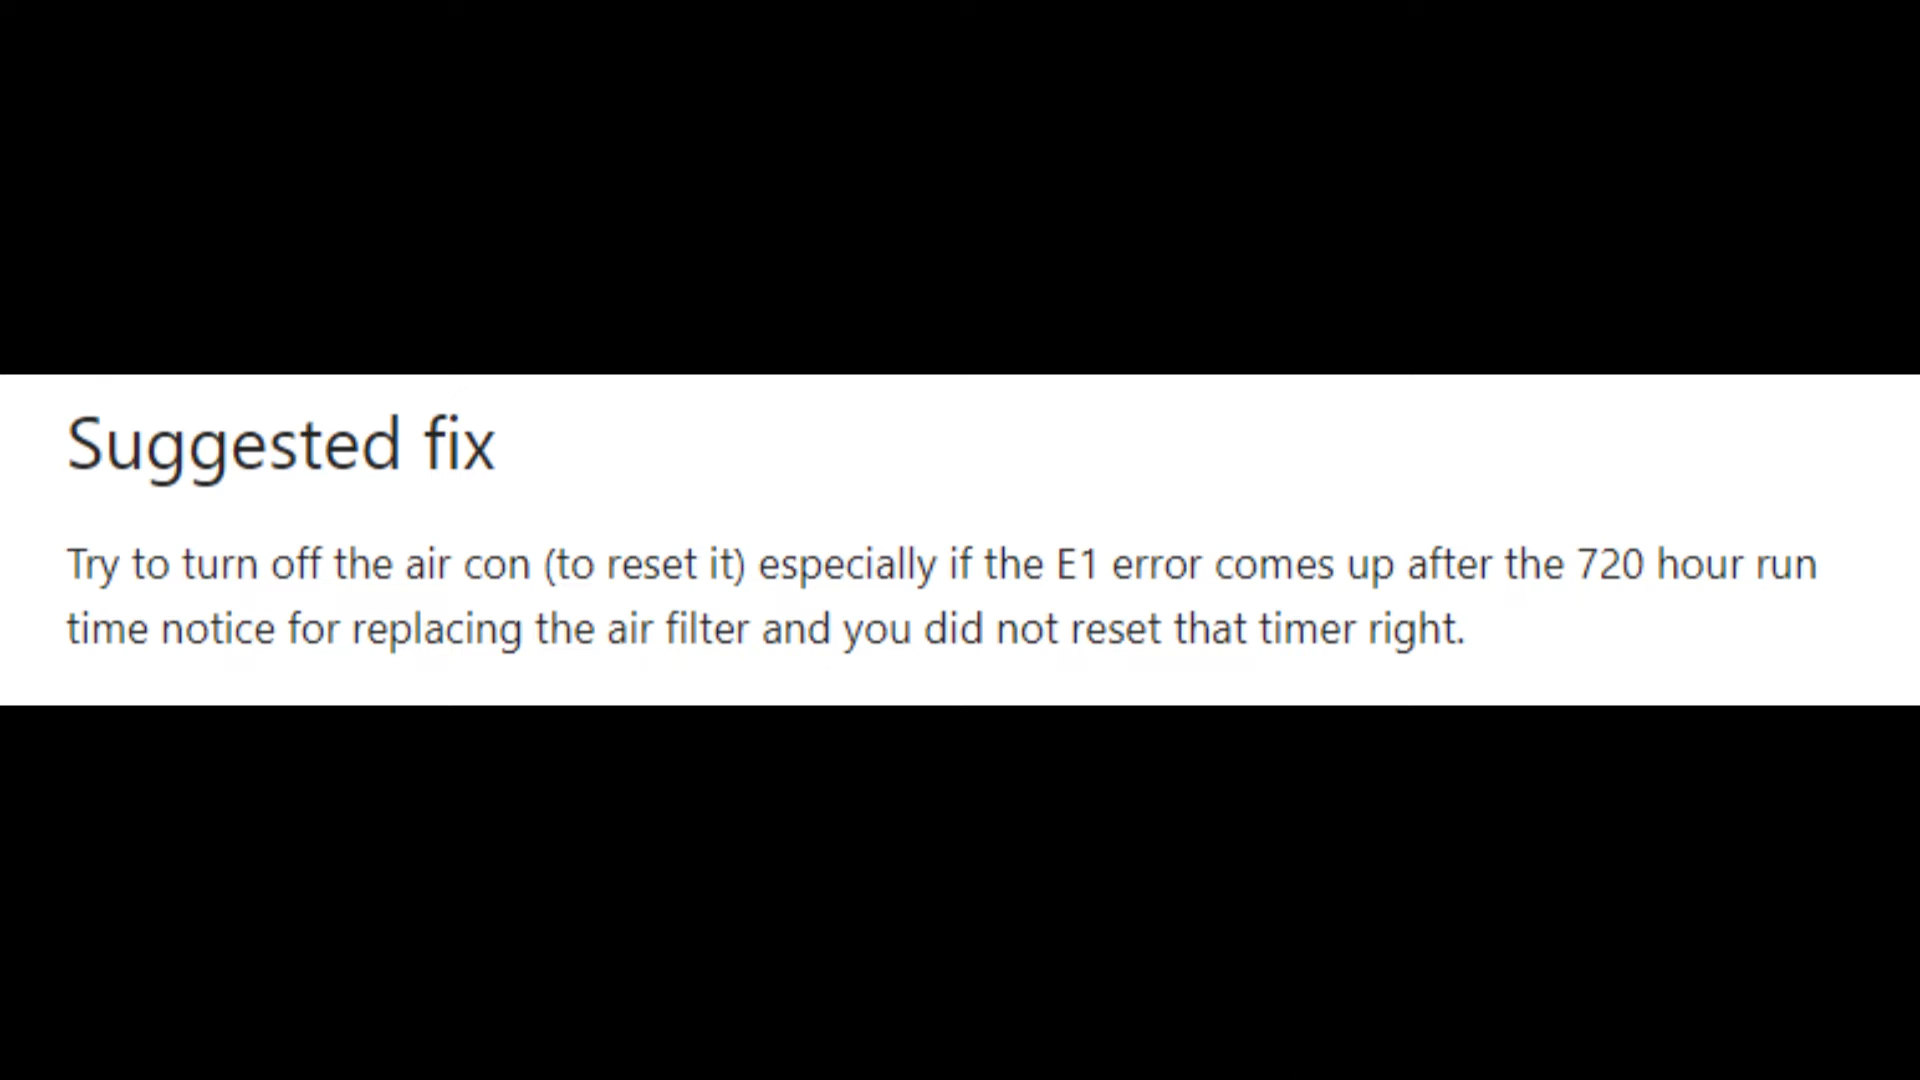 Suggested fix
Try to turn off the air con (to reset it) especially if the E1 error comes up after the 720 hour run
time notice for replacing the air filter and you did not reset that timer right.